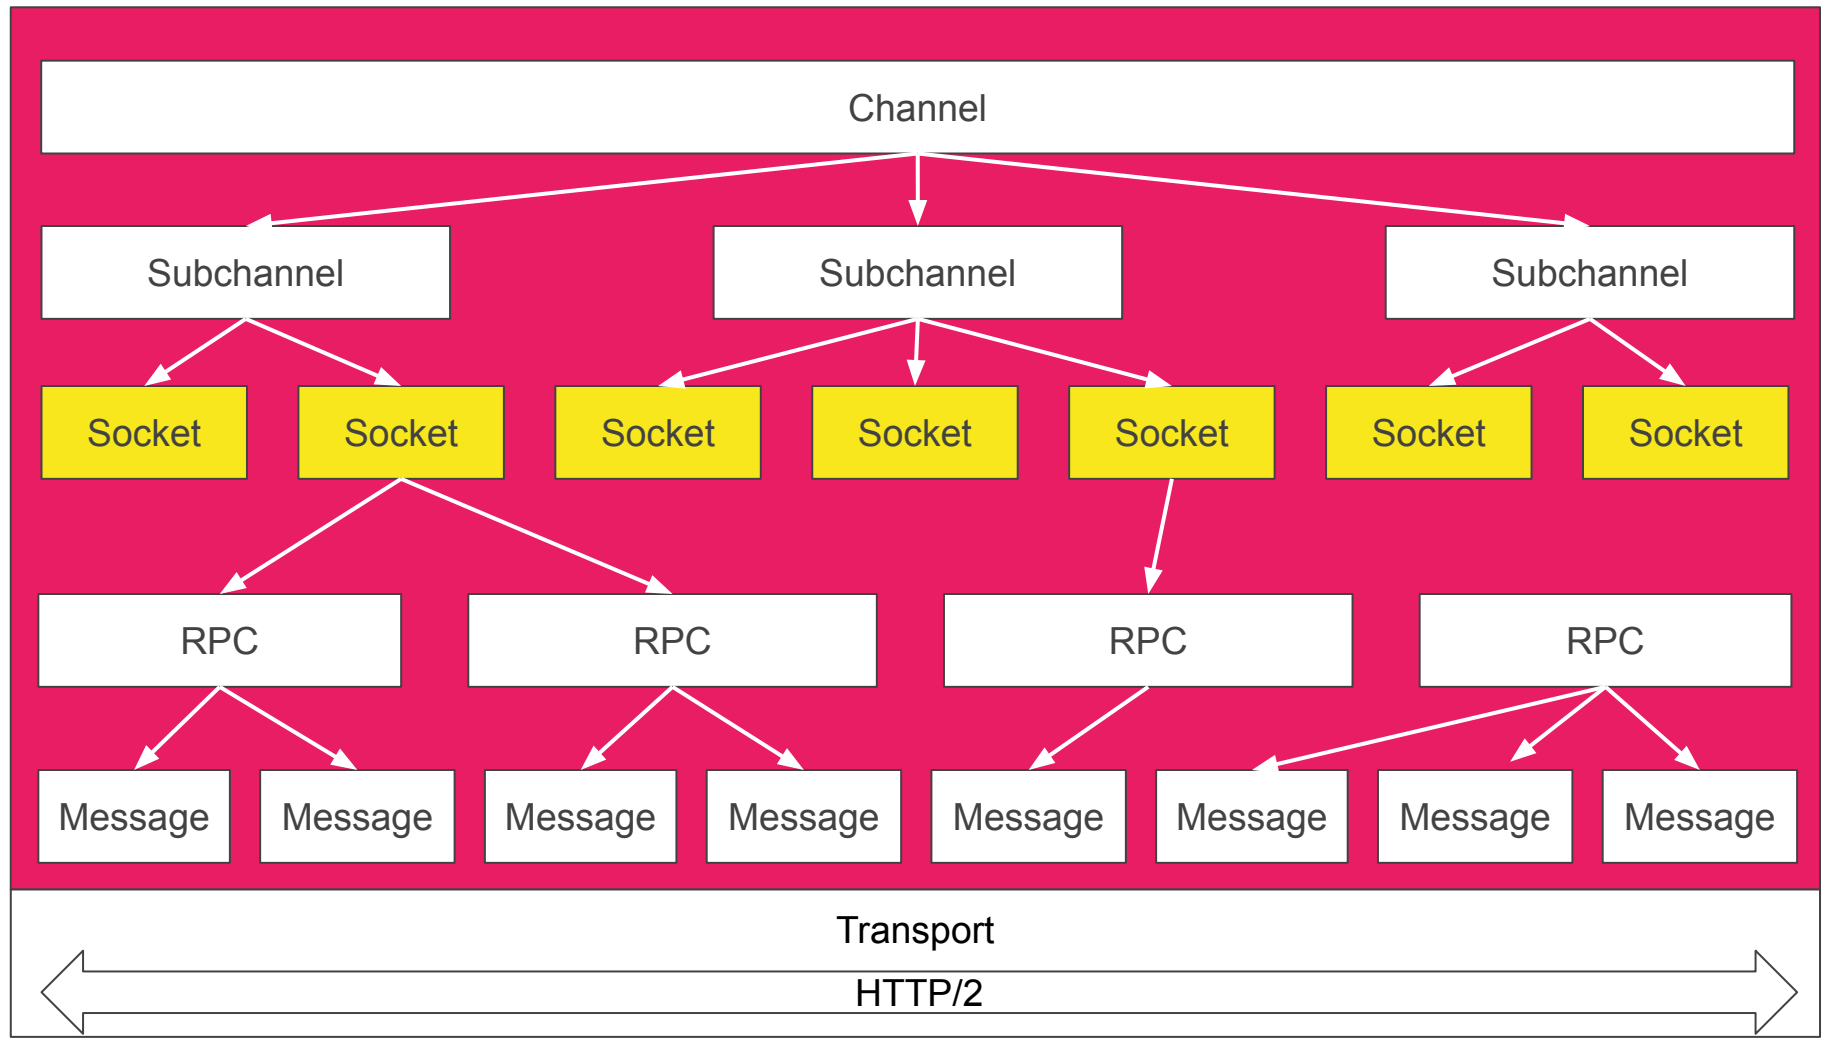 Channel
Subchannel Subchannel Subchannel
Socket Socket Socket Socket Socket Socket Socket
RPC RPC RPC RPC
Message Message Message Message Message Message Message Message
Transport
HTTP/2